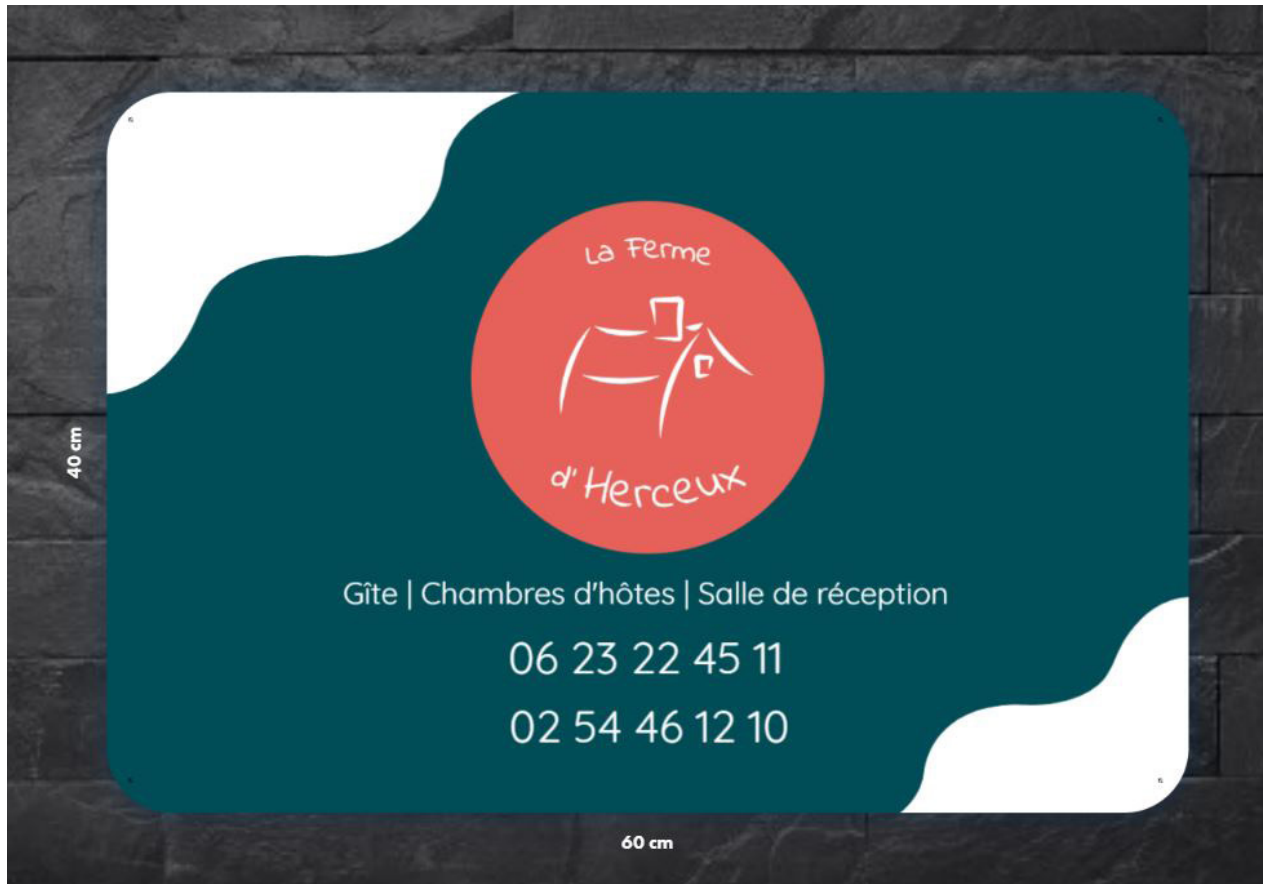 La Ferme
d'Herceux
Gîte | Chambres d'hôtes | Salle de réception
06 23 22 45 11
02 54 46 12 10
40 cm
60 cm